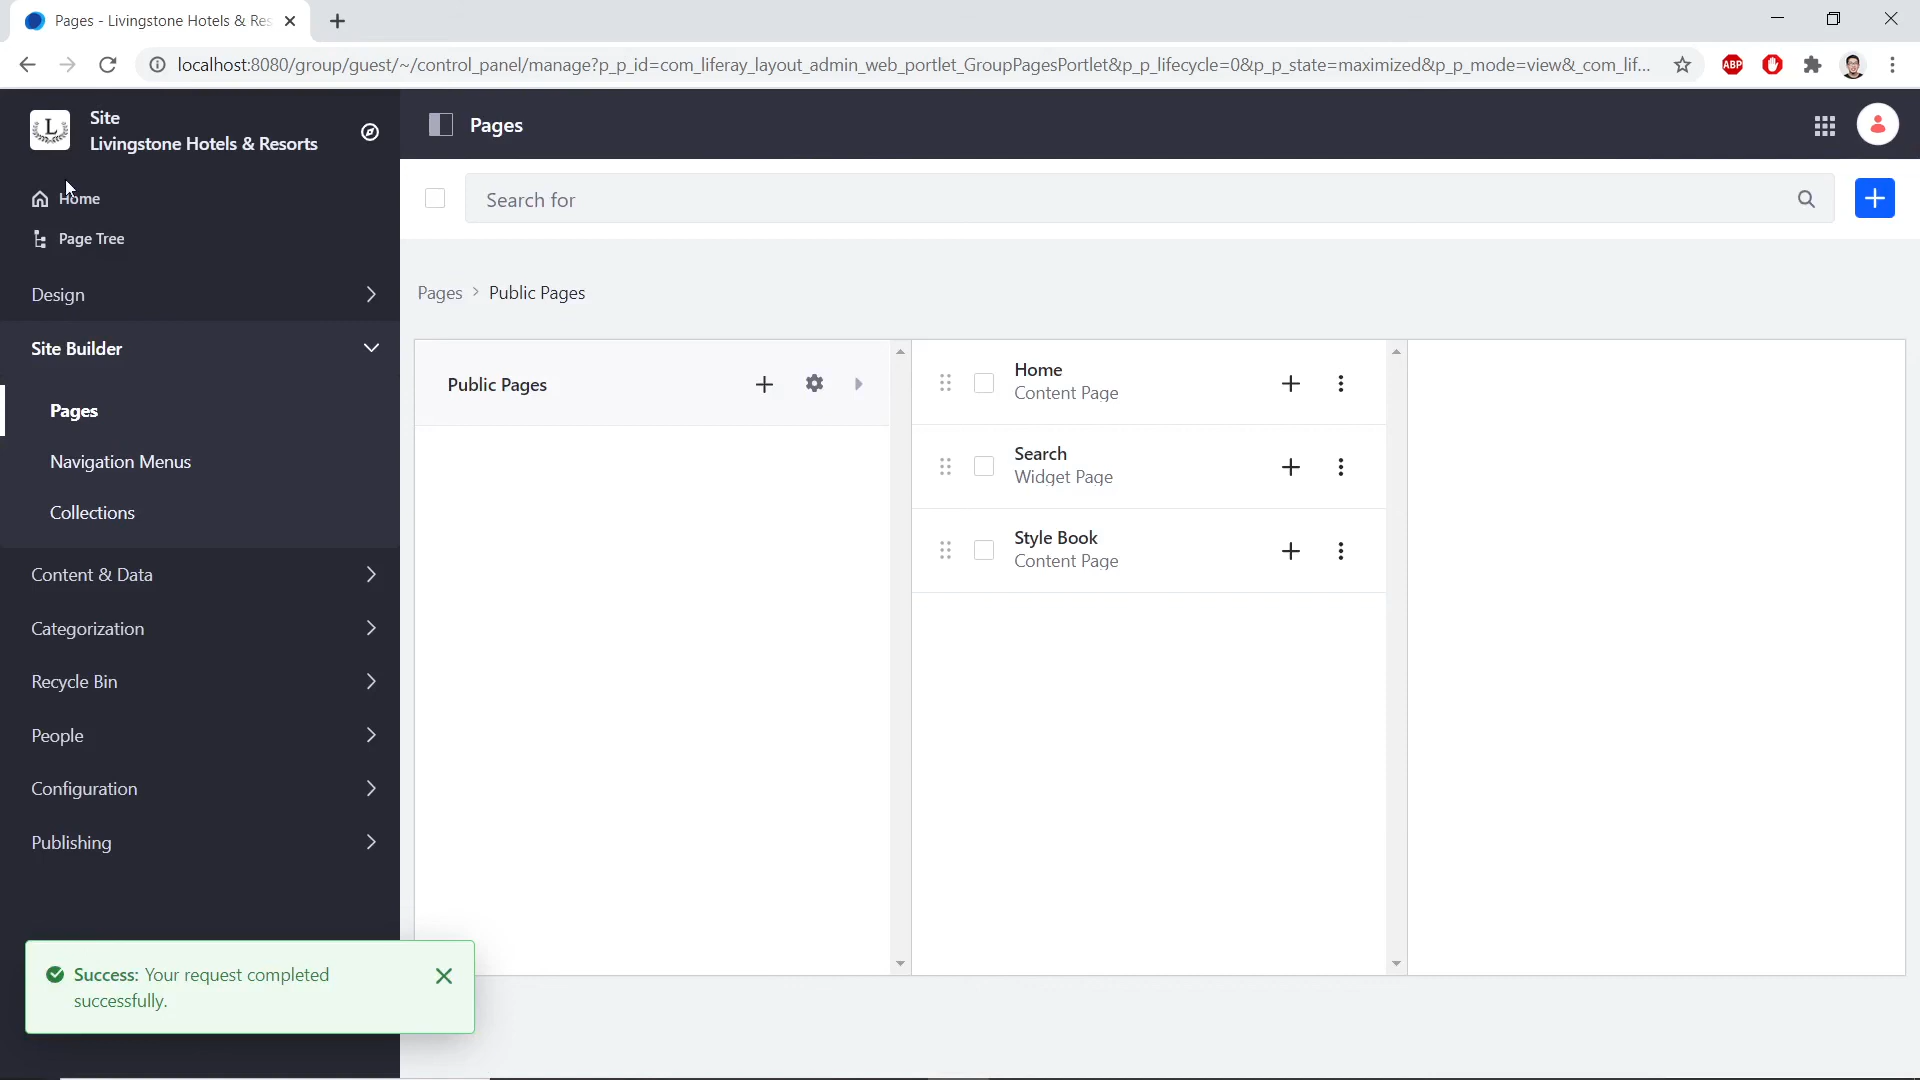 Pages - Livingstone Hotels & Res
localhost:8080/group/guest/~/control_panel/manage?p_p_id=com_liferay_layout_admin_web_portlet_GroupPagesPortlet&p_p_lifecycle=0&p_p_state=maximized&p_p_mode=view&_com_lif...
ABP
L
Site
Livingstone Hotels & Resorts
Pages
Home
Page Tree
Search for
Design
Pages > Public Pages
Site Builder
Pages
Navigation Menus
Collections
Content & Data
Categorization
Recycle Bin
People
Configuration
Publishing
Public Pages
Home
Content Page
Search
Widget Page
Style Book
Content Page
Success: Your request completed
successfully.